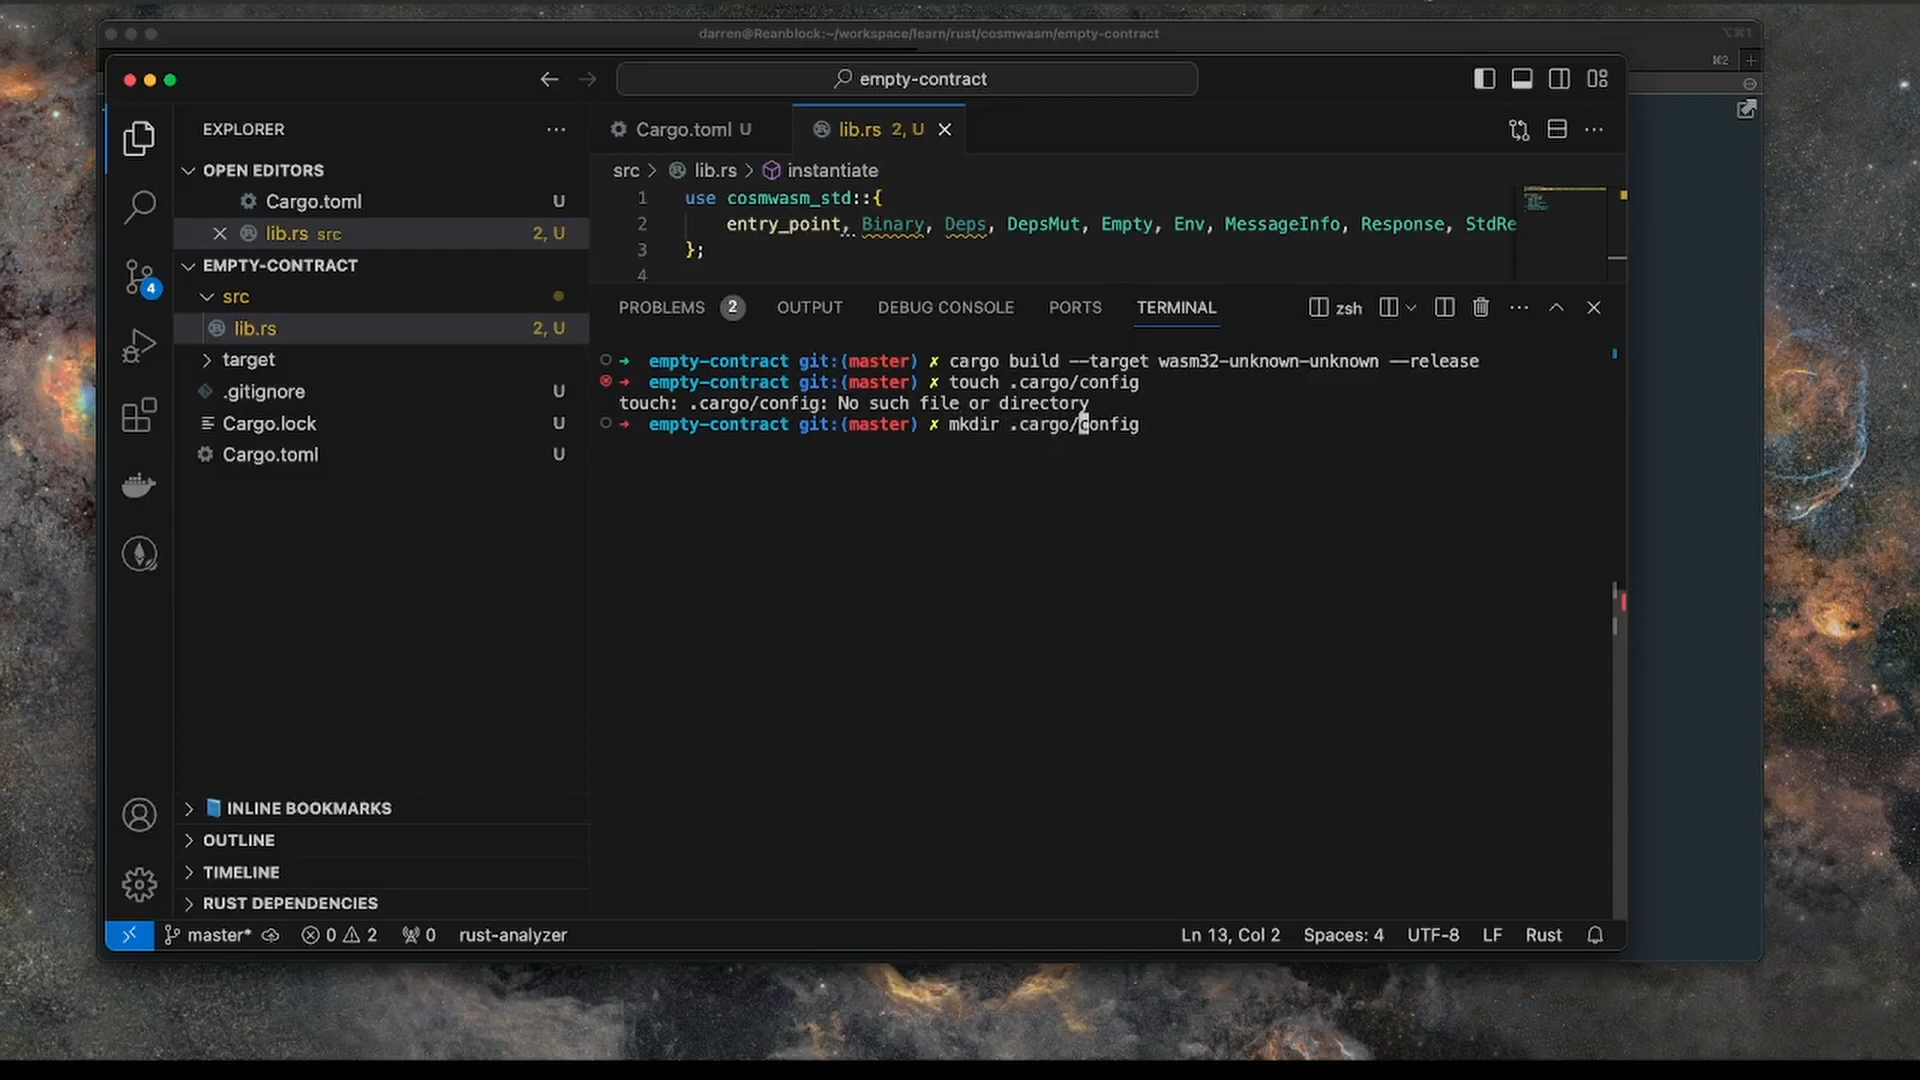 darren@Reanblock:~/workspace/learn/rust/cosmwasm/empty-contract
⌥⌘1
⌘2
empty-contract
EXPLORER
OPEN EDITORS
Cargo.toml U
lib.rs src 2, U
EMPTY-CONTRACT
src
lib.rs 2, U
target
.gitignore U
Cargo.lock U
Cargo.toml U
4
INLINE BOOKMARKS
OUTLINE
TIMELINE
RUST DEPENDENCIES
Cargo.toml U
lib.rs 2, U
src > lib.rs > instantiate
1 use cosmwasm_std::{
2 entry_point, Binary, Deps, DepsMut, Empty, Env, MessageInfo, Response, StdRe
3 };
4
PROBLEMS 2 OUTPUT DEBUG CONSOLE PORTS TERMINAL zsh
➜ empty-contract git:(master) ✗ cargo build --target wasm32-unknown-unknown --release
➜ empty-contract git:(master) ✗ touch .cargo/config
touch: .cargo/config: No such file or directory
➜ empty-contract git:(master) ✗ mkdir .cargo/config
master* 0 2 0 rust-analyzer Ln 13, Col 2 Spaces: 4 UTF-8 LF Rust